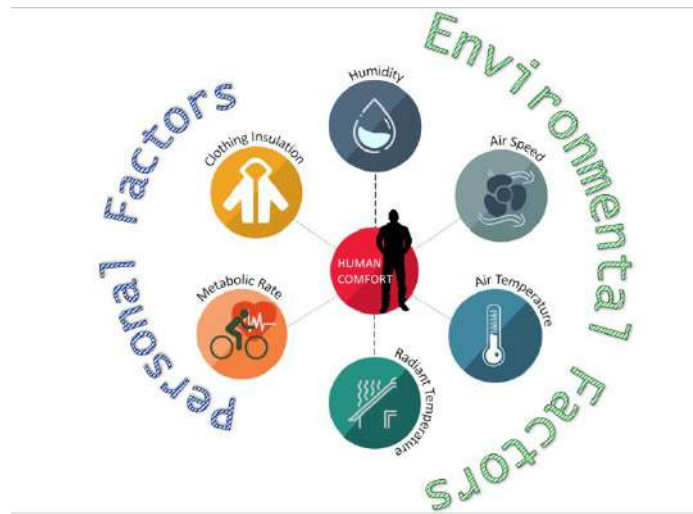 Personal Factors
Environmental Factors
Humidity
Clothing Insulation
Air Speed
HUMAN
COMFORT
Metabolic Rate
Air Temperature
Radiant Temperature